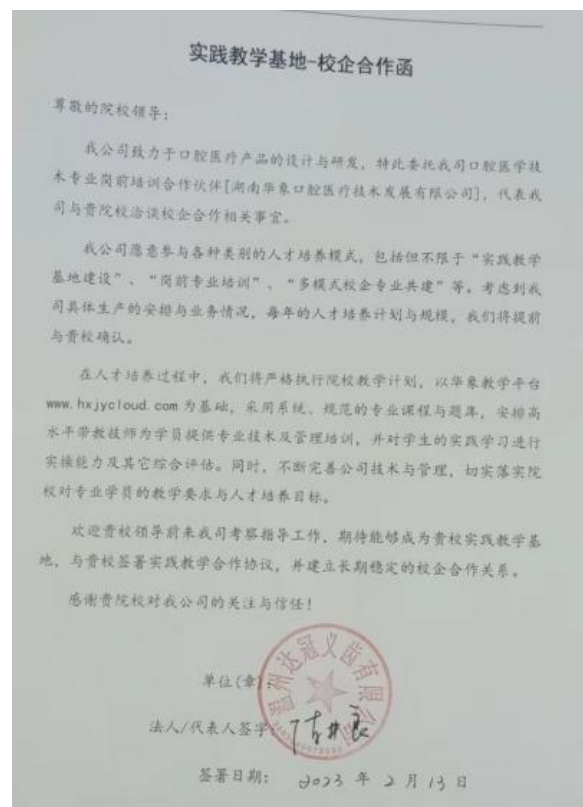 实践教学基地-校企合作函
尊敬的院校领导:
我公司致力于口腔医疗产品的设计与研发，特此委托我司口腔医学技
术专业岗前培训合作伙伴[湖南华象口腔医疗技术发展有限公司]，代表我
司与贵院校洽谈校企合作相关事宜。
我公司愿意参与各种类别的人才培养模式，包括但不限于“实践教学
基地建设”、“岗前专业培训”、“多模式校企专业共建”等。考虑到我
司具体生产的安排与业务情况，每年的人才培养计划与规模，我们将提前
与贵校确认。
在人才培养过程中，我们将严格执行院校教学计划，以华象教学平台
www.hxjycloud.com 为基础，采用系统、规范的专业课程与题库，安排高
水平带教技师为学员提供专业技术及管理培训，并对学生的实践学习进行
实操能力及其它综合评估。同时，不断完善公司技术与管理，切实落实院
校对专业学员的教学要求与人才培养目标。
欢迎贵校领导前来我司考察指导工作，期待能够成为贵校实践教学基
地，与贵校签署实践教学合作协议，并建立长期稳定的校企合作关系。
感谢贵院校对我公司的关注与信任!
温州达冠义齿有限公司
单位(章):
法人/代表人签字:
签署日期: 2023 年 2 月 13 日